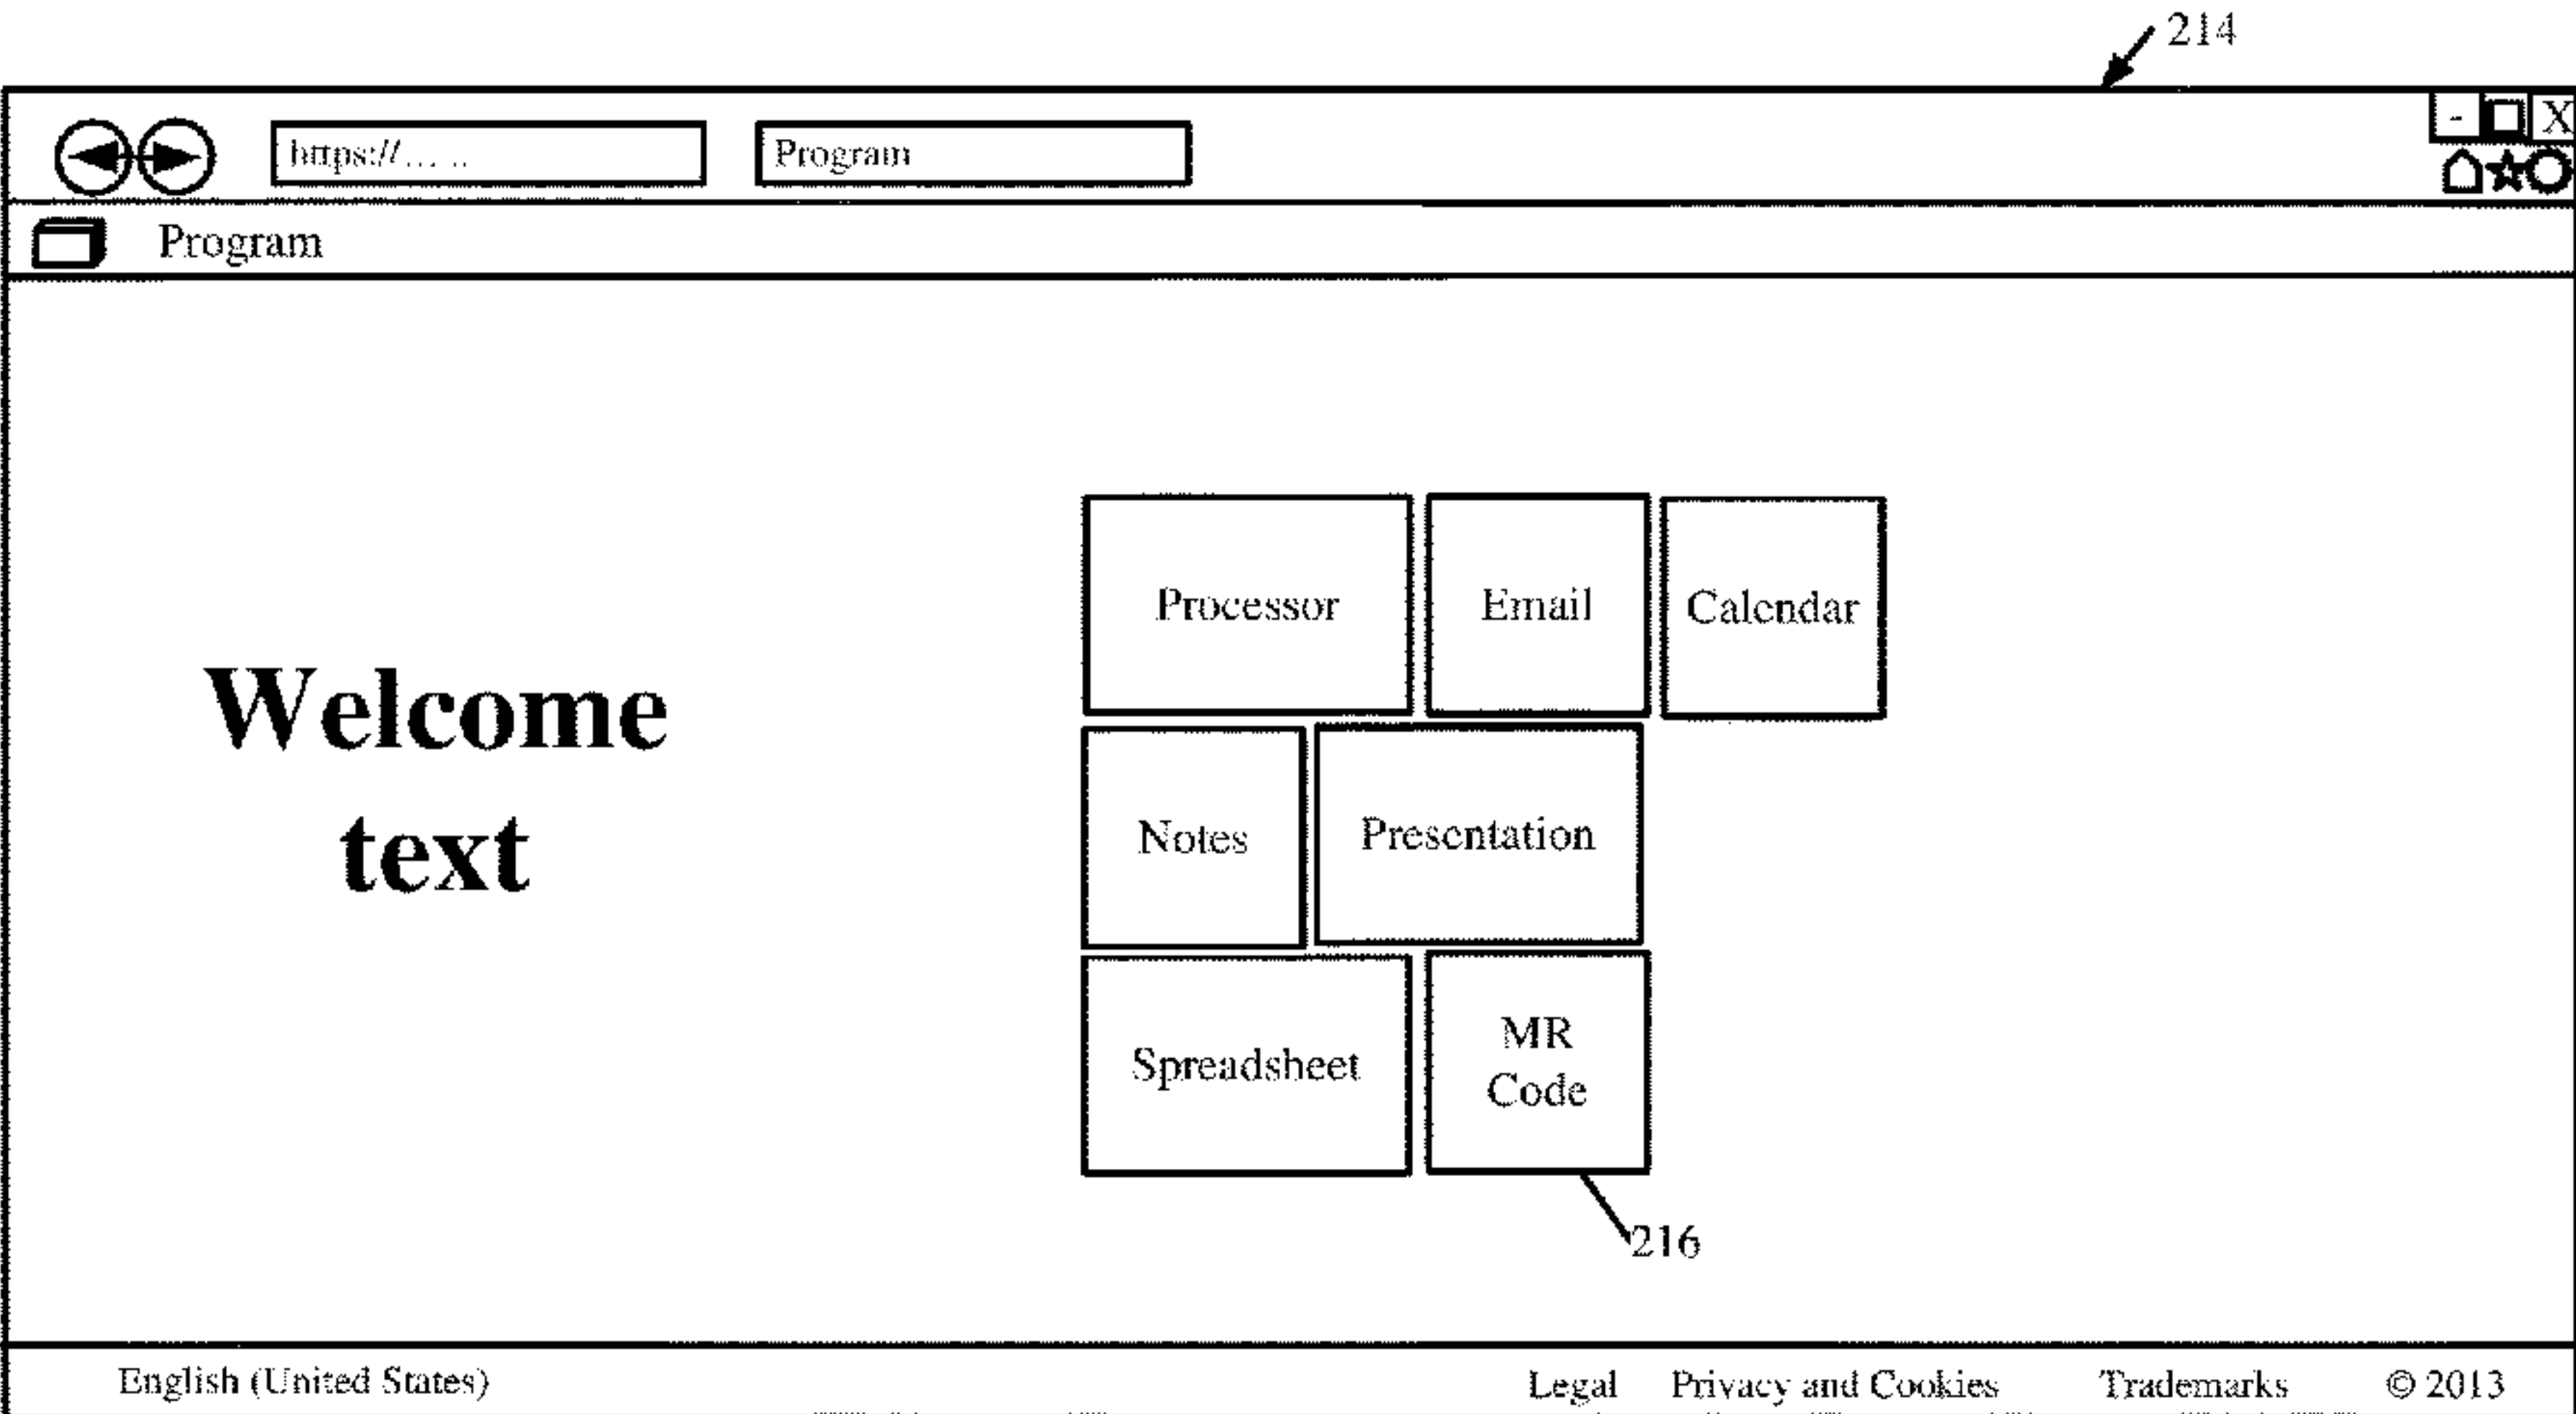 214
- X
https://... ..
Program
Program
Welcome
text
Processor
Email
Calendar
Notes
Presentation
Spreadsheet
MR
Code
216
English (United States)
Legal
Privacy and Cookies
Trademarks
© 2013